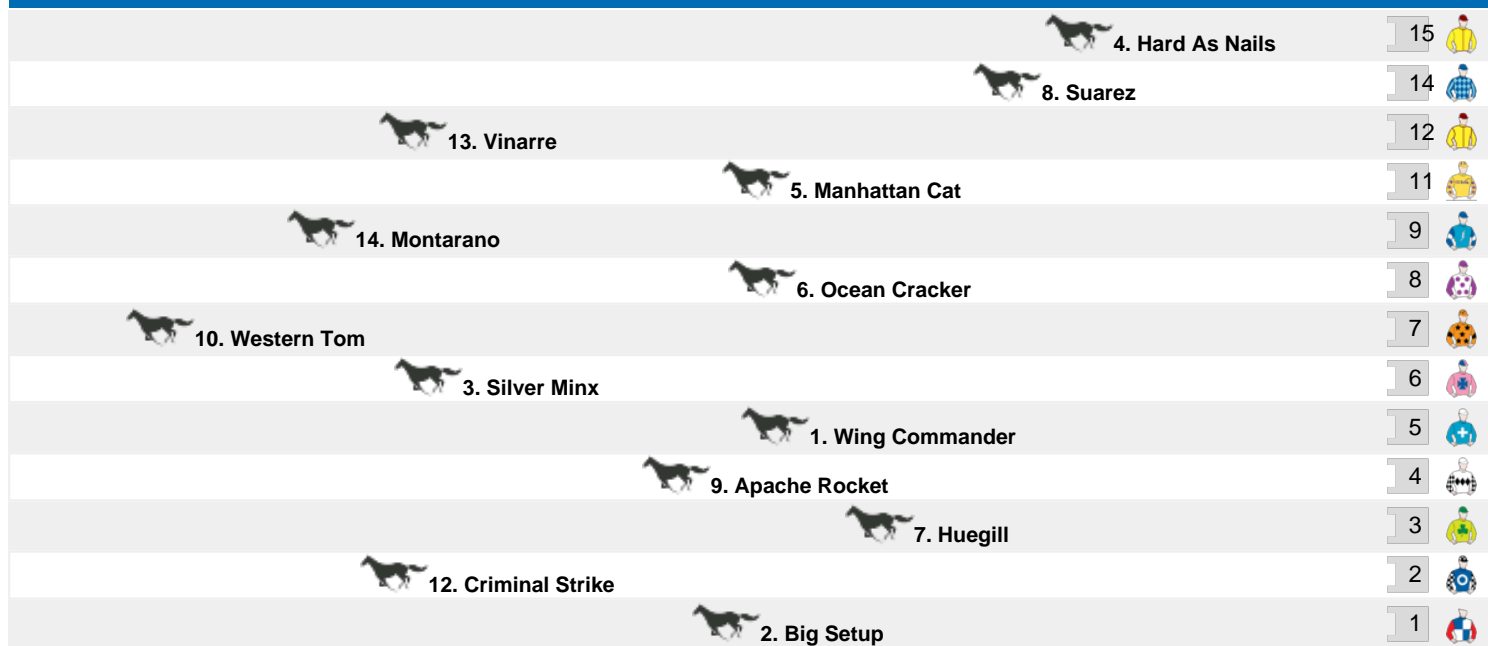 4. Hard As Nails 15
8. Suarez 14
13. Vinarre 12
5. Manhattan Cat 11
14. Montarano 9
6. Ocean Cracker 8
10. Western Tom 7
3. Silver Minx 6
1. Wing Commander 5
9. Apache Rocket 4
7. Huegill 3
12. Criminal Strike 2
2. Big Setup 1